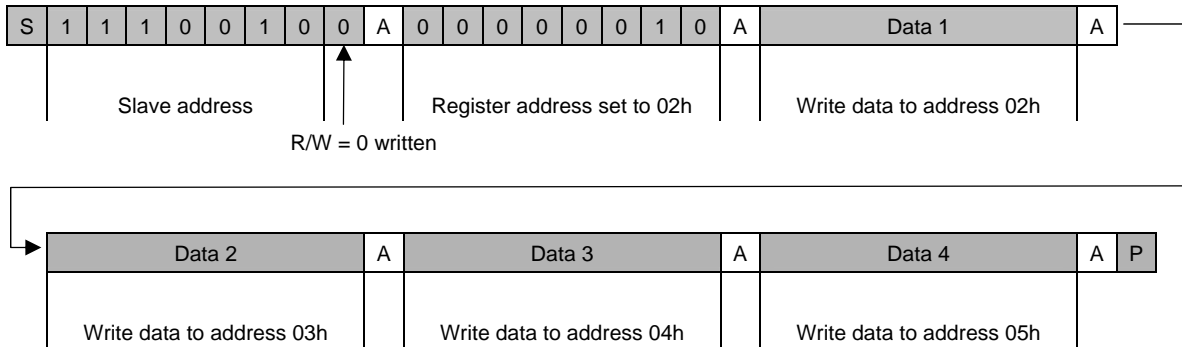 S 1 1 1 0 0 1 0 0 A 0 0 0 0 0 0 1 0 A Data 1 A
Slave address Register address set to 02h Write data to address 02h
R/W = 0 written
Data 2 A Data 3 A Data 4 A P
Write data to address 03h Write data to address 04h Write data to address 05h